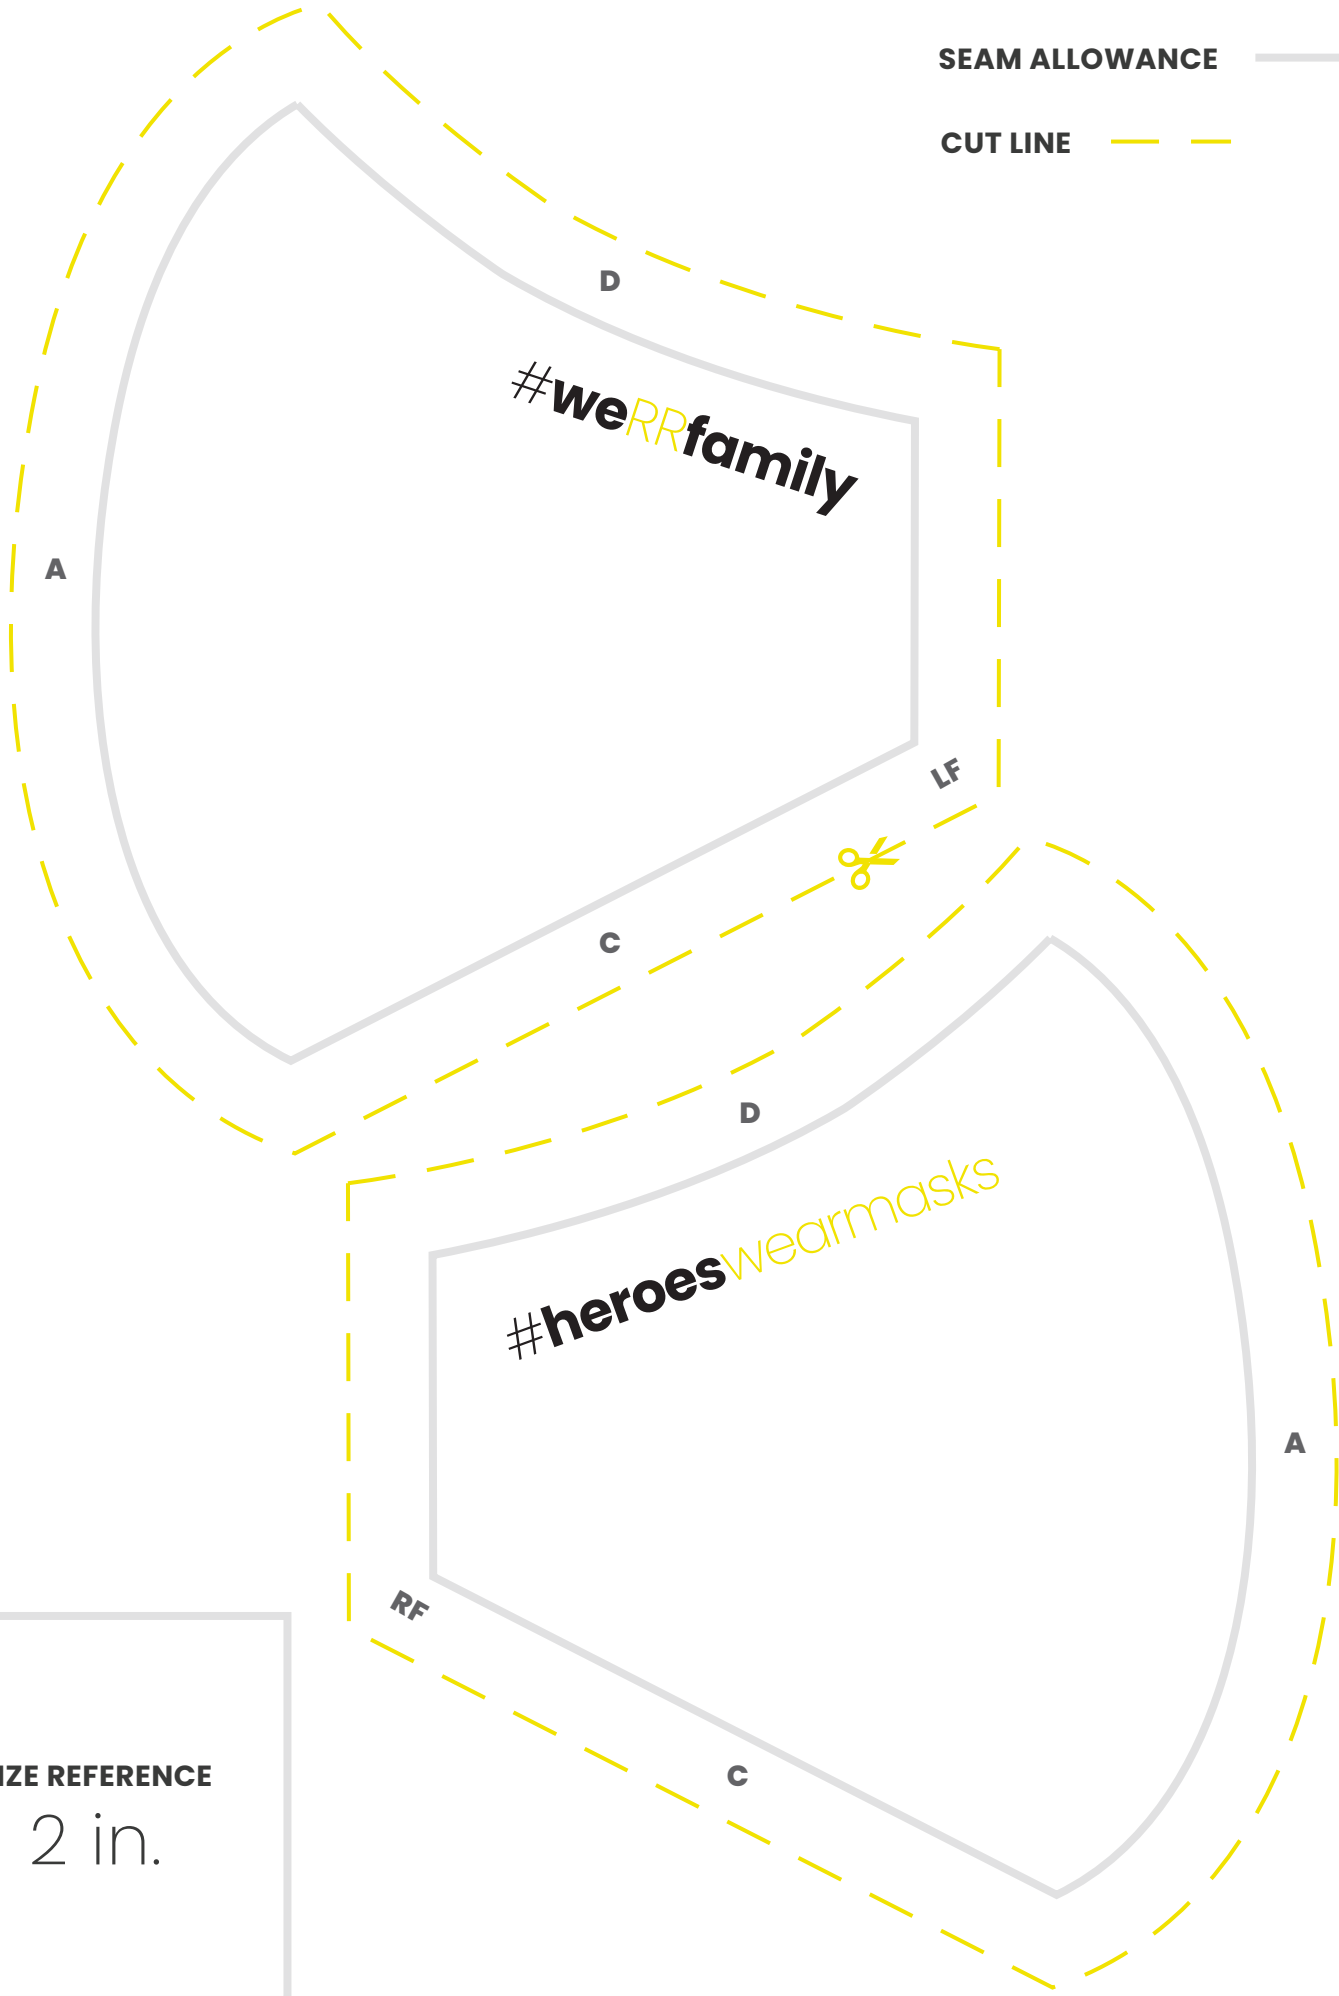 SEAM ALLOWANCE
CUT LINE
D
#weRRfamily
A
LF
C
D
#heroeswearmasks
A
RF
IZE REFERENCE
2 in.
C